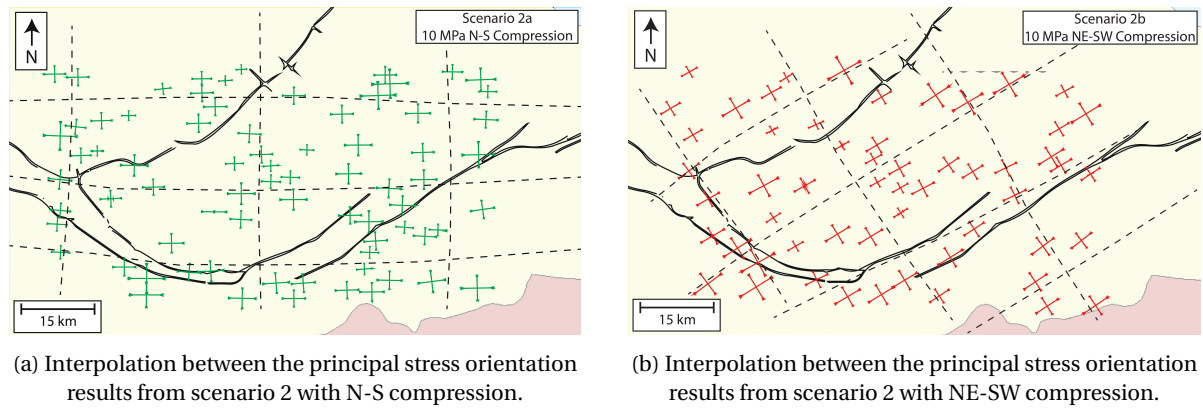 N
Scenario 2a
10 MPa N-S Compression
15 km
(a) Interpolation between the principal stress orientation
results from scenario 2 with N-S compression.
N
Scenario 2b
10 MPa NE-SW Compression
15 km
(b) Interpolation between the principal stress orientation
results from scenario 2 with NE-SW compression.